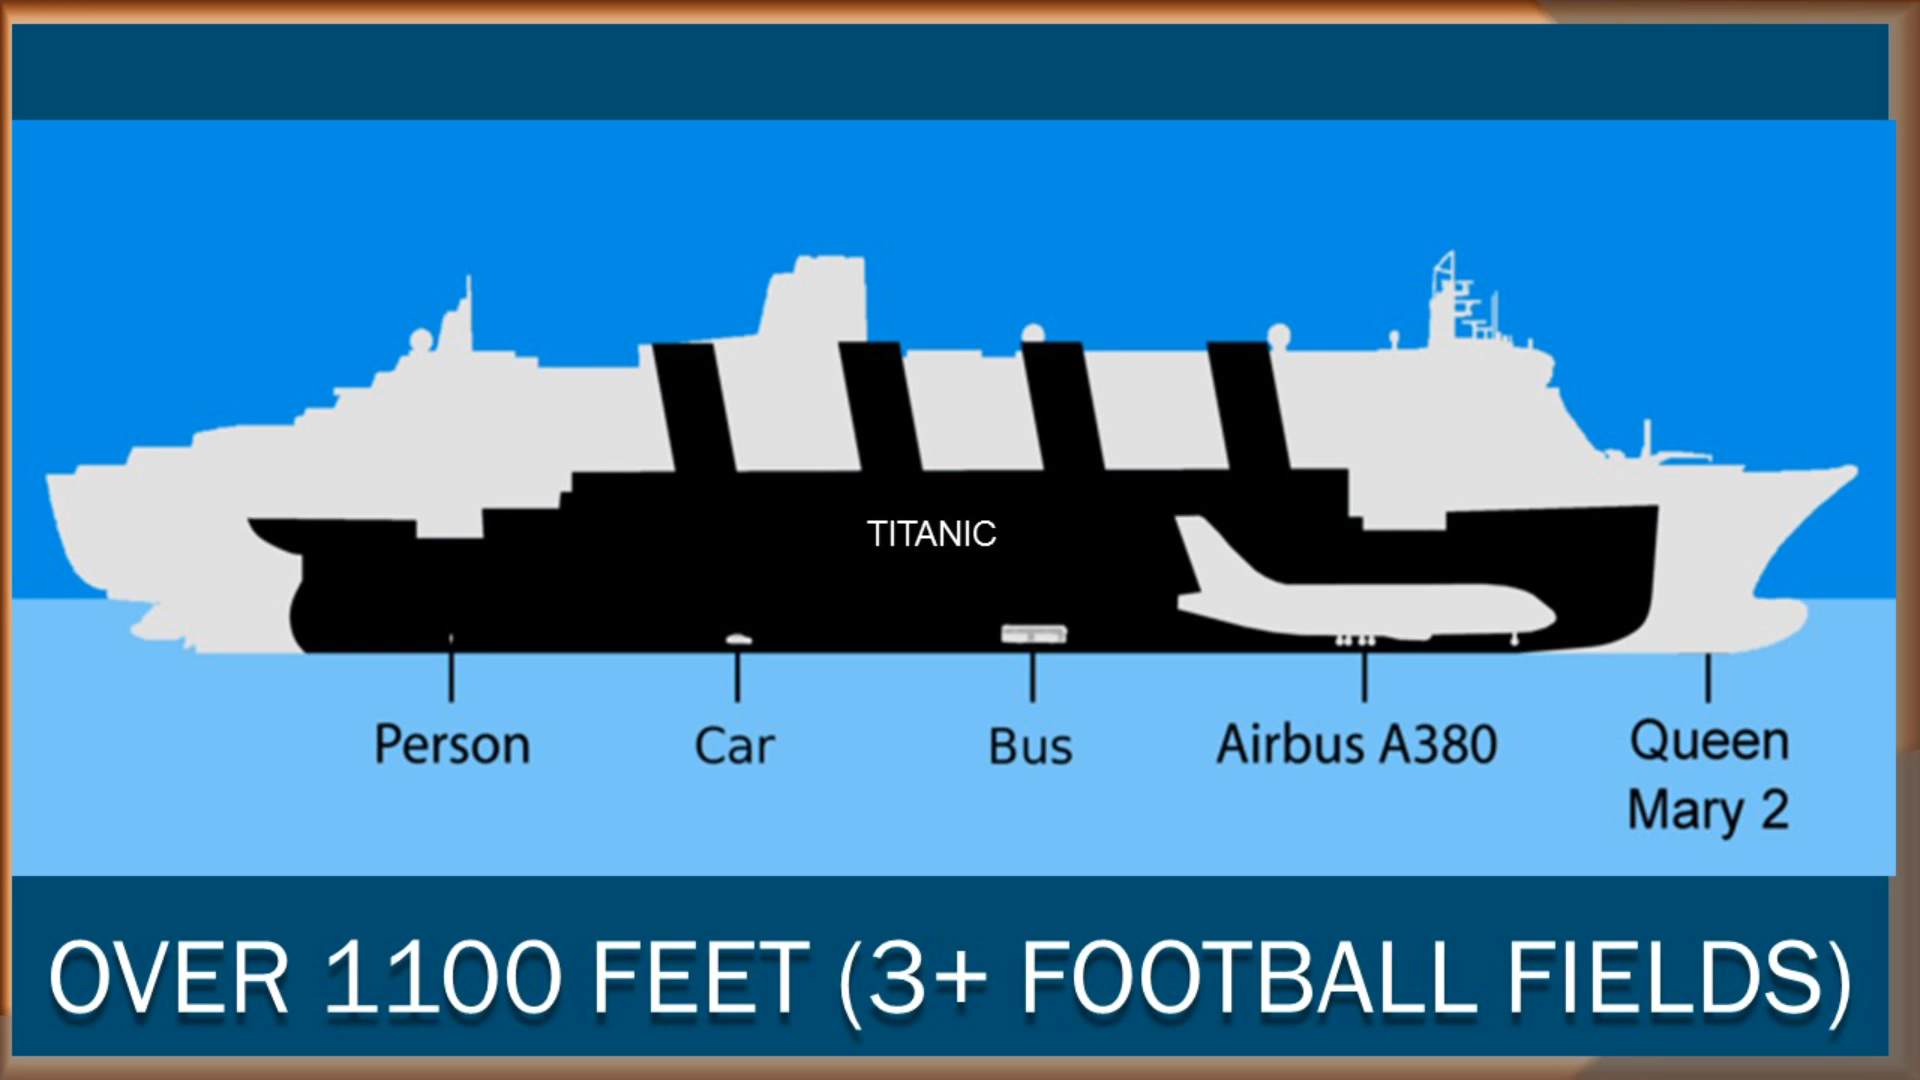 TITANIC
Person
Car
Bus
Airbus A380
Queen
Mary 2
OVER 1100 FEET (3+ FOOTBALL FIELDS)